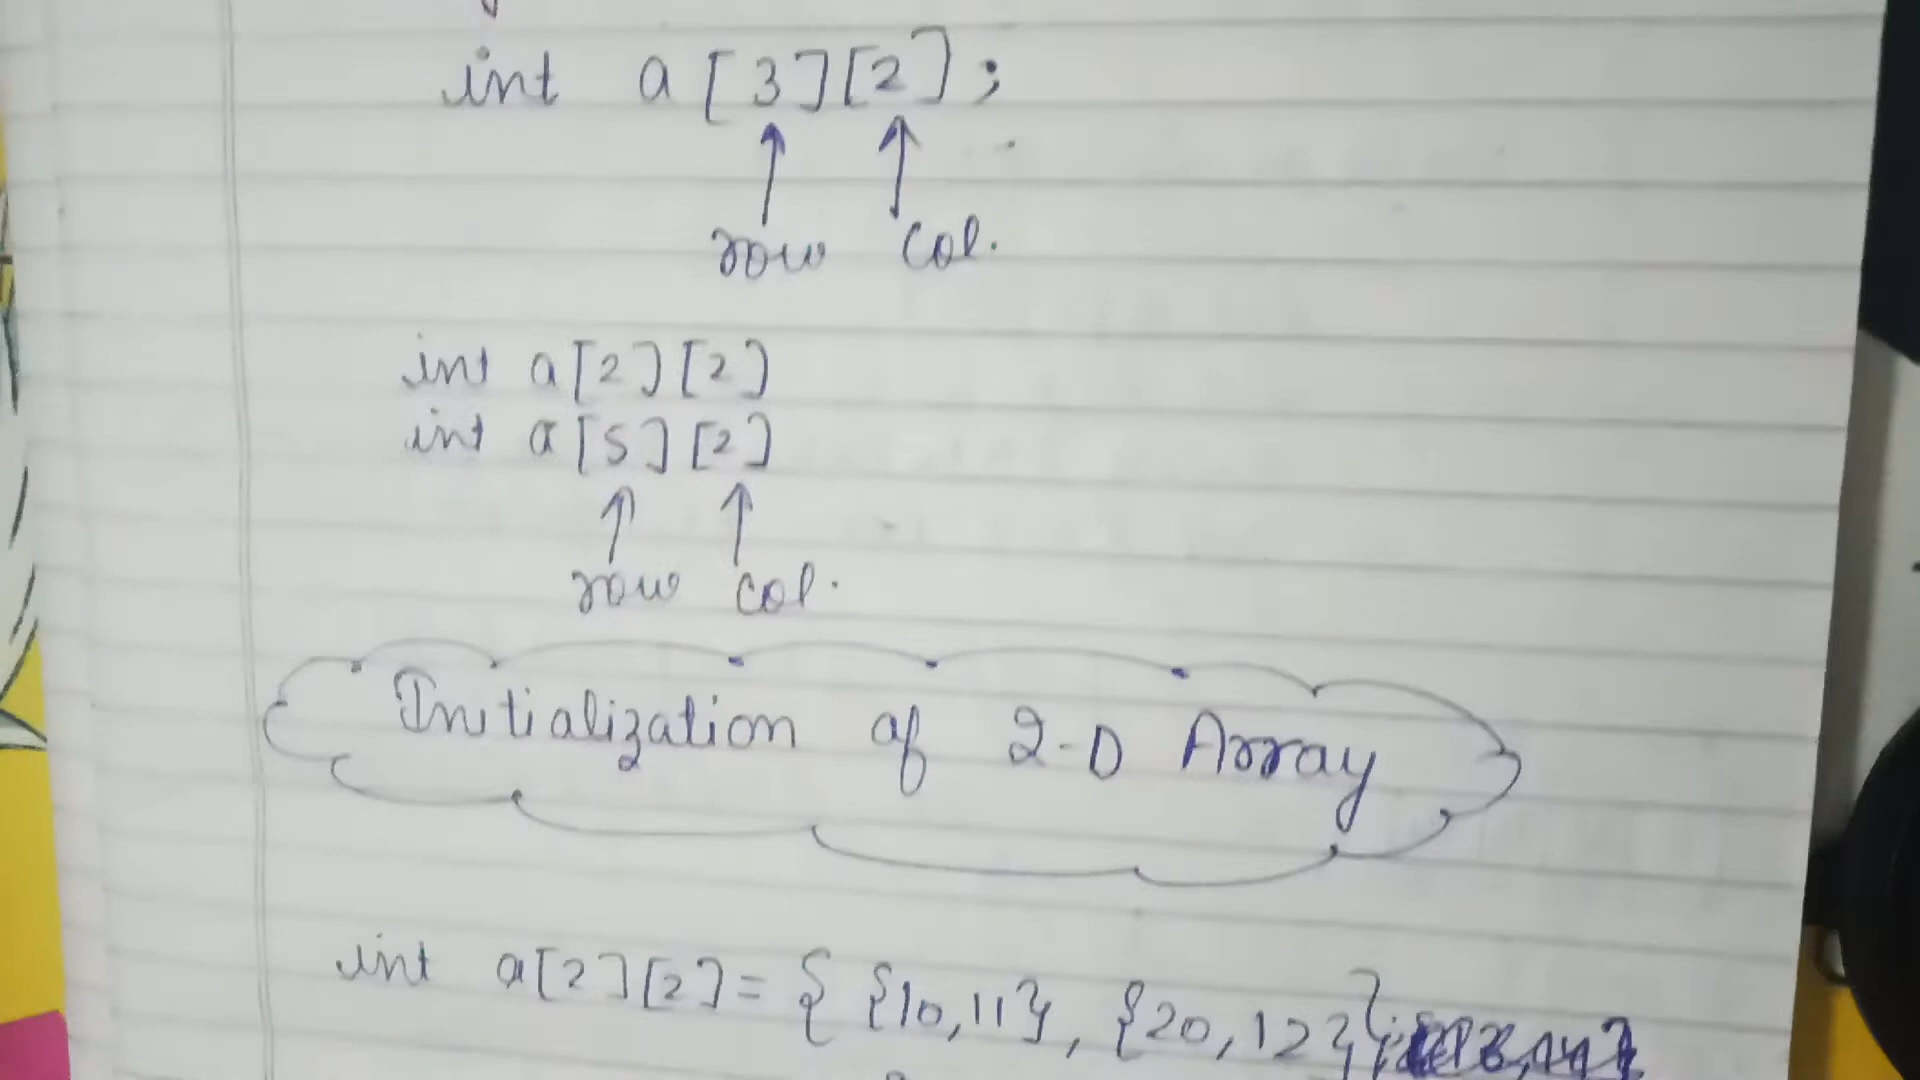 int a[3][2];
row col.
int a[2][2]
int a[5][2]
row col.
Initialization of 2-D Array
int a[2][2]= { {10,11}, {20,12}};